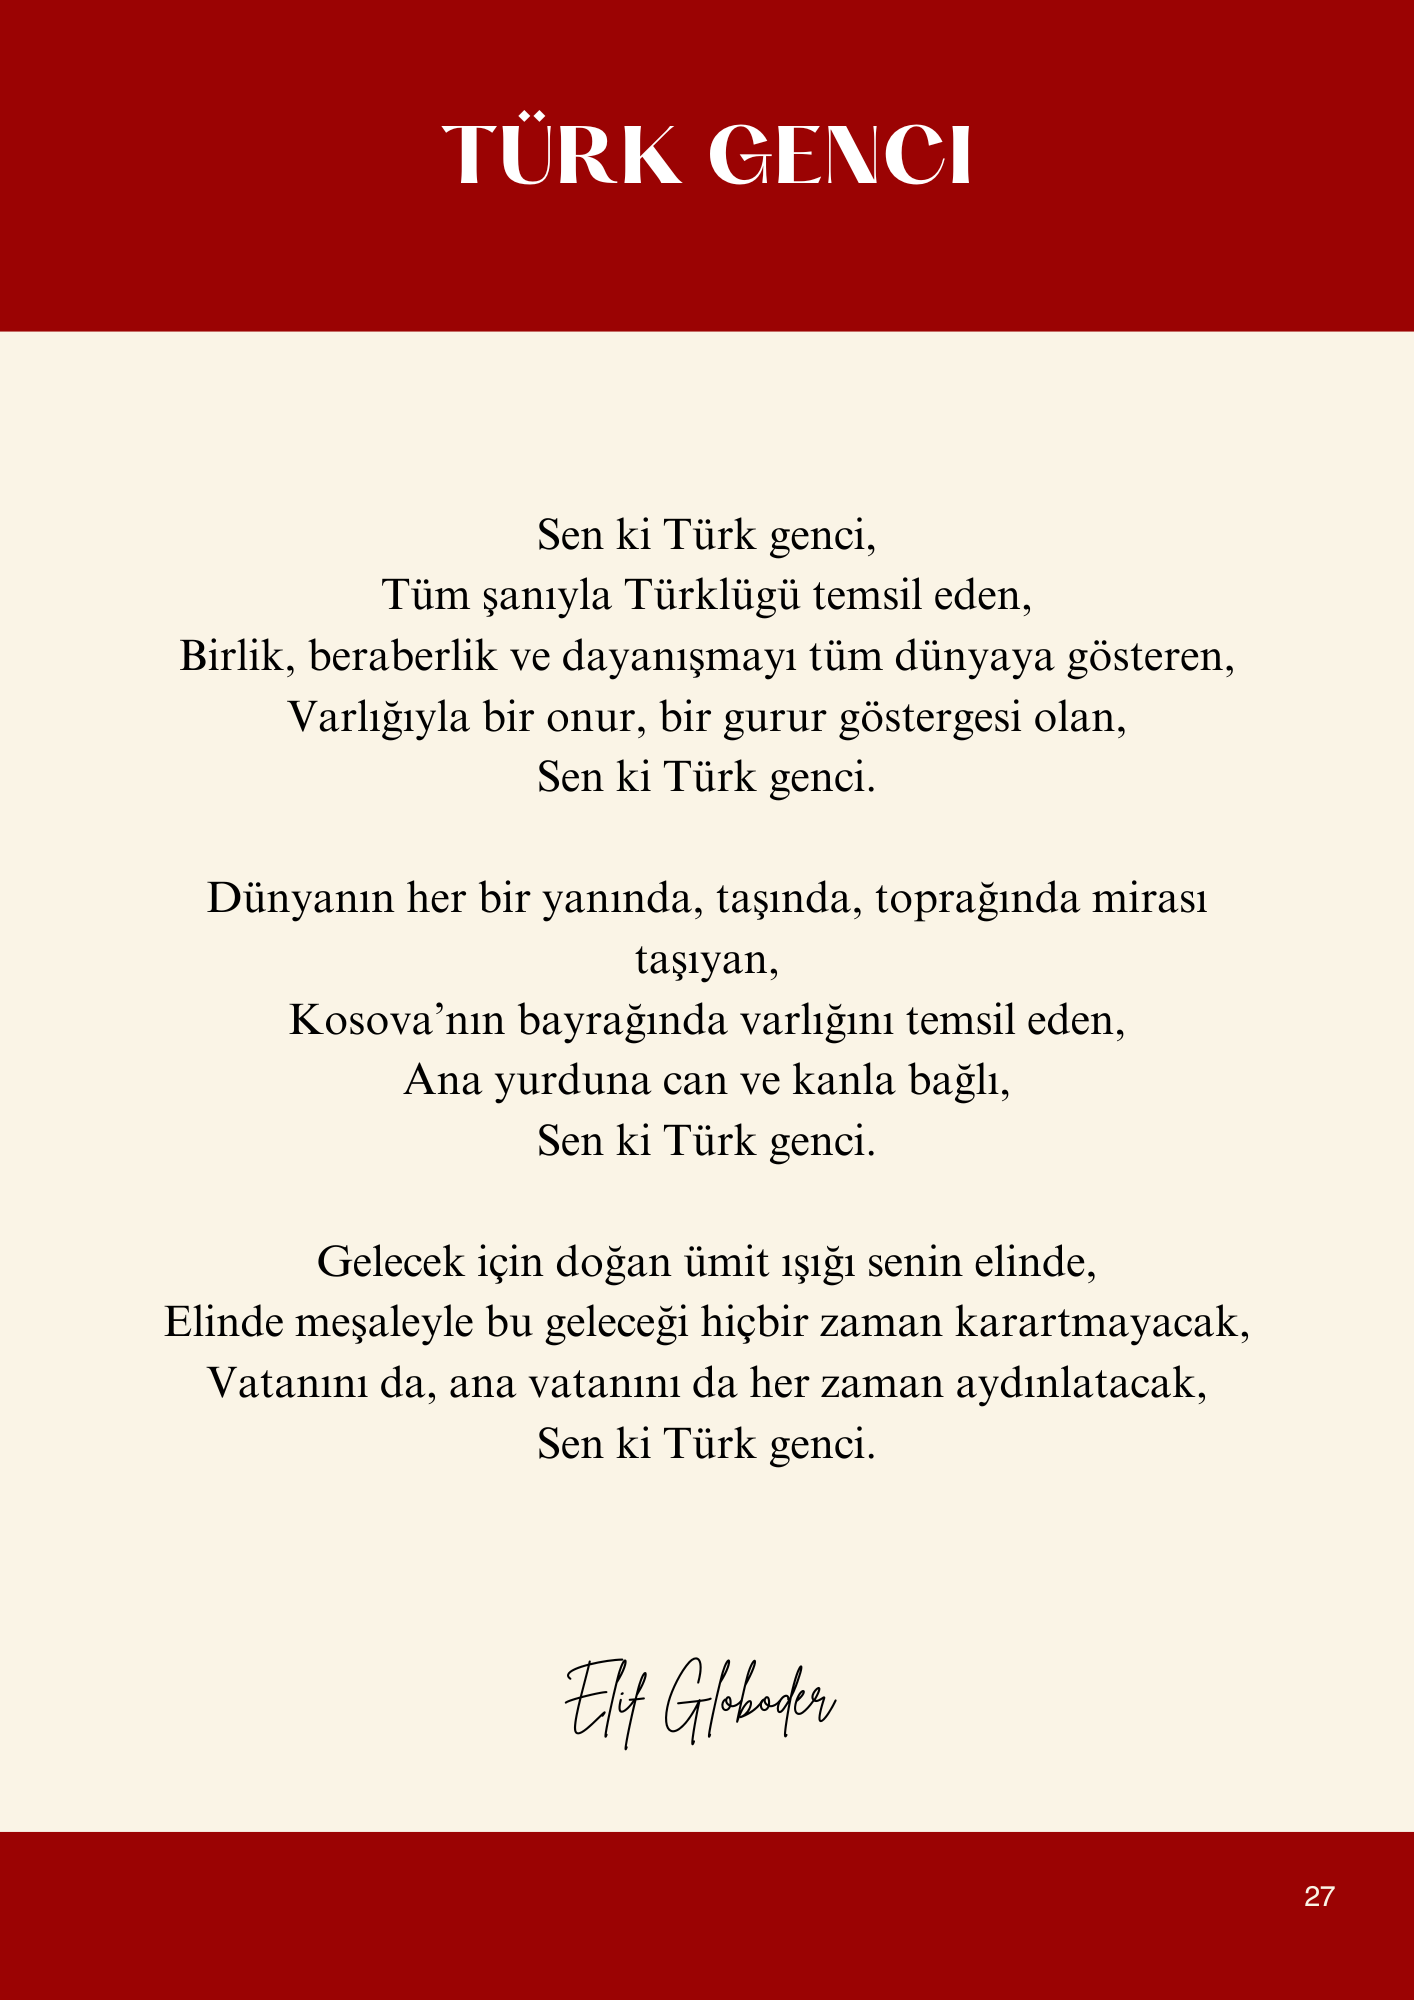 TÜRK GENCI
Sen ki Türk genci,
Tüm şanıyla Türklügü temsil eden,
Birlik, beraberlik ve dayanışmayı tüm dünyaya gösteren,
Varlığıyla bir onur, bir gurur göstergesi olan,
Sen ki Türk genci.
Dünyanın her bir yanında, taşında, toprağında mirası
taşıyan,
Kosova’nın bayrağında varlığını temsil eden,
Ana yurduna can ve kanla bağlı,
Sen ki Türk genci.
Gelecek için doğan ümit ışığı senin elinde,
Elinde meşaleyle bu geleceği hiçbir zaman karartmayacak,
Vatanını da, ana vatanını da her zaman aydınlatacak,
Sen ki Türk genci.
Elif Globoder
27